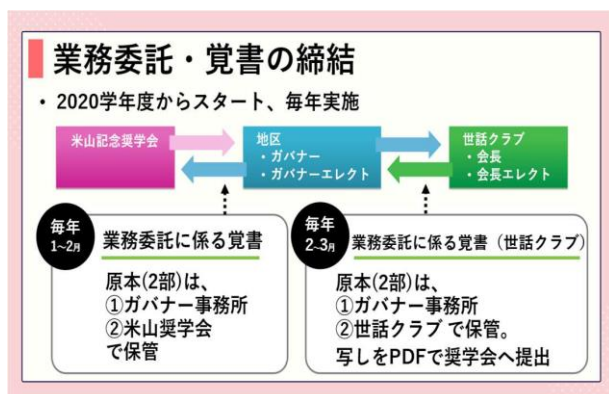 業務委託・覚書の締結
・ 2020学年度からスタート、毎年実施
米山記念奨学会
地区
・ガバナー
・ガバナーエレクト
世話クラブ
・会長
・会長エレクト
毎年
1~2月
業務委託に係る覚書
原本(2部)は、
①ガバナー事務所
②米山奨学会
で保管
毎年
2~3月
業務委託に係る覚書（世話クラブ）
原本(2部)は、
①ガバナー事務所
②世話クラブ で保管。
写しをPDFで奨学会へ提出